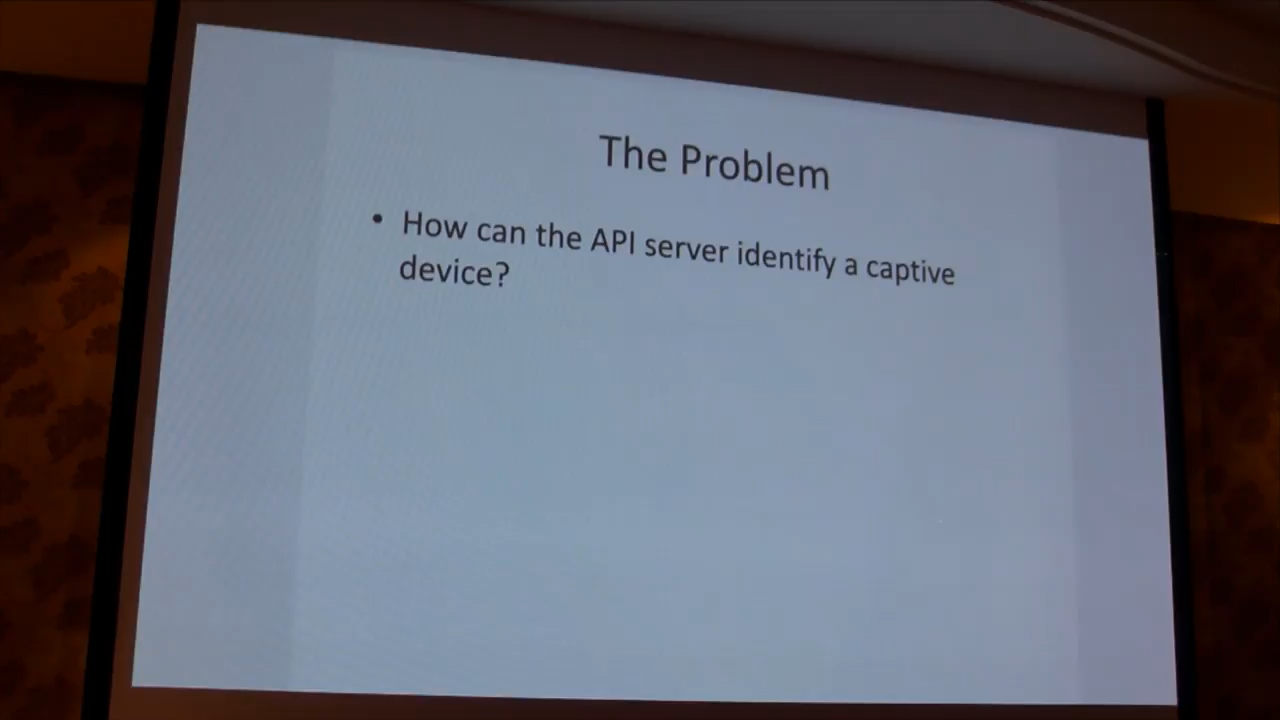 The Problem
• How can the API server identify a captive
device?